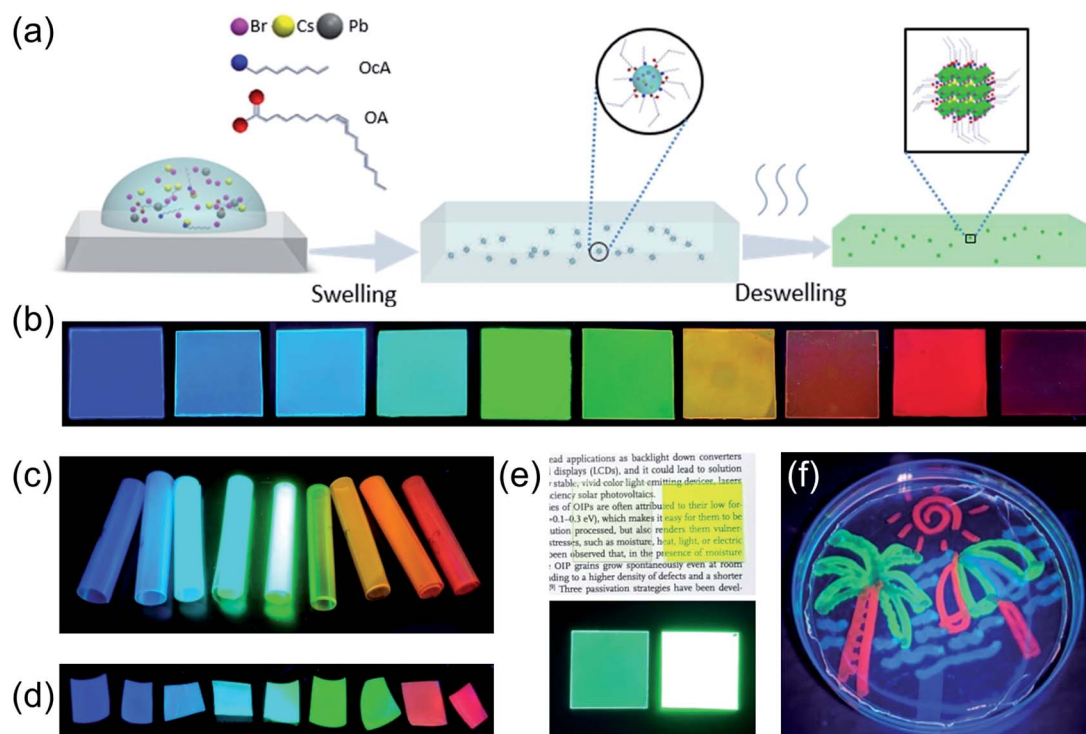 (a)
Br Cs Pb
OcA
OA
Swelling
Deswelling
(b)
(c)
(d)
(e)
ead applications as backlight down converters
l displays (LCDs), and it could lead to solution
stable, vivid color light emitting devices, lasers
ciency solar photovoltaics.
ies of OIPs are often attributed to their low for-
≈0.1–0.3 eV), which makes it easy for them to be
ution processed, but also renders them vulner-
stresses, such as moisture, heat, light, or electric
been observed that, in the presence of moisture
OIP grains grow spontaneously even at room
nding to a higher density of defects and a shorter
Three passivation strategies have been devel-
(f)